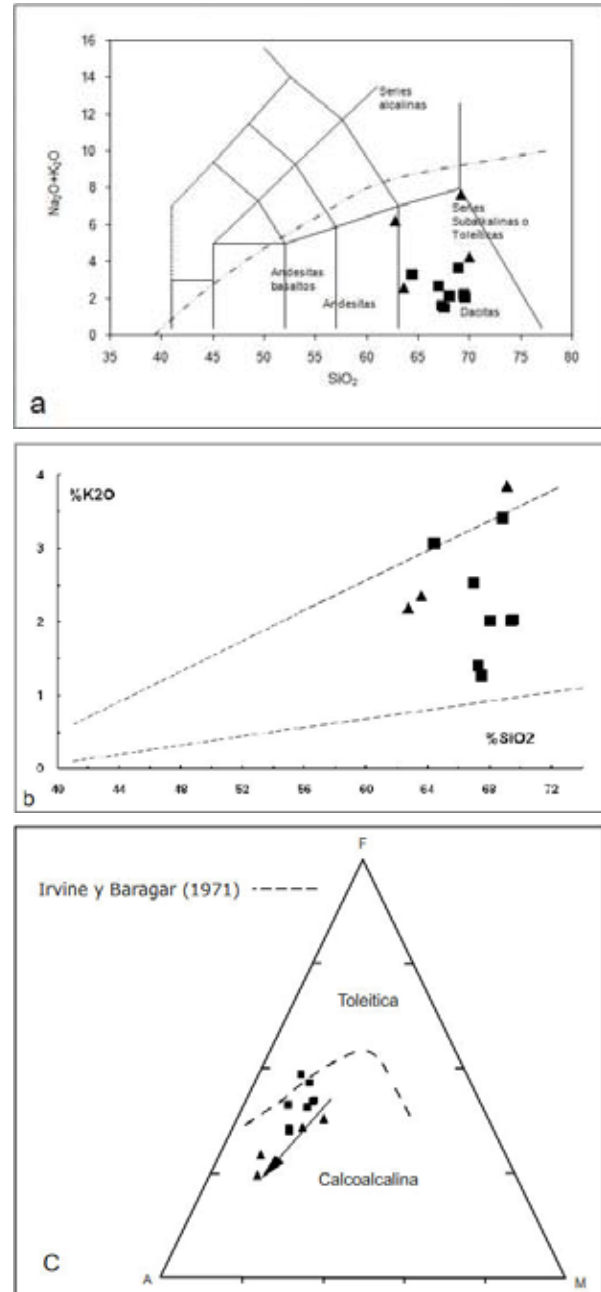 16
14
12
10
8
6
4
2
0
Na₂O+K₂O
Series
alcalinas
Series
Subalkalinas o
Toleíticas
Andesitas
basaltos
Andesitas
Dacitas
35 40 45 50 55 60 65 70 75 80
SiO₂
a
4
%K2O
3
2
1
%SIO2
0
40 44 48 52 56 60 64 68 72
b
F
Irvine y Baragar (1971)
Toleitica
Calcoalcalina
C
A
M